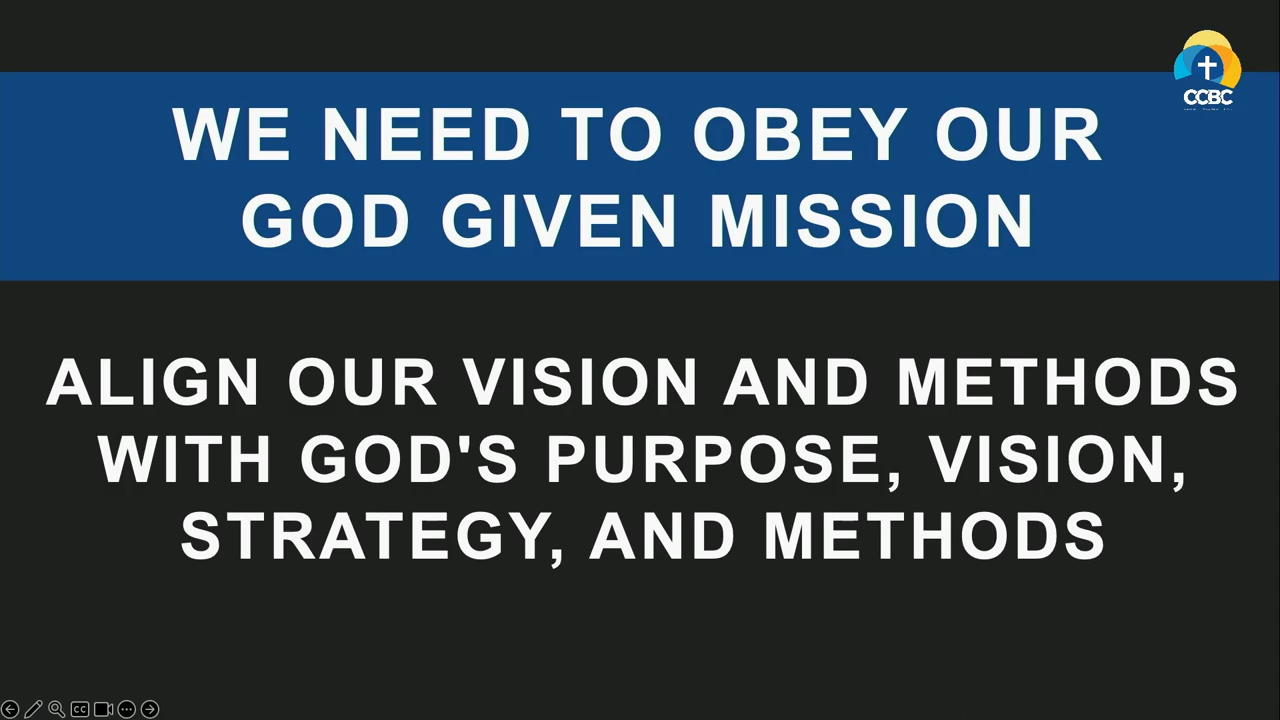 CCBC
WE NEED TO OBEY OUR
GOD GIVEN MISSION
ALIGN OUR VISION AND METHODS
WITH GOD'S PURPOSE, VISION,
STRATEGY, AND METHODS
CC